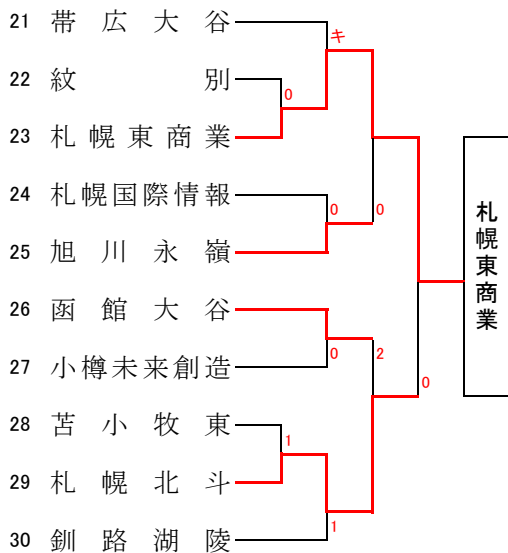 21 帯広大谷
キ
22 紋別
0
23 札幌東商業
24 札幌国際情報
0 0
札幌東商業
25 旭川永嶺
26 函館大谷
0 2
0
27 小樽未来創造
28 苫小牧東
1
29 札幌北斗
1
30 釧路湖陵